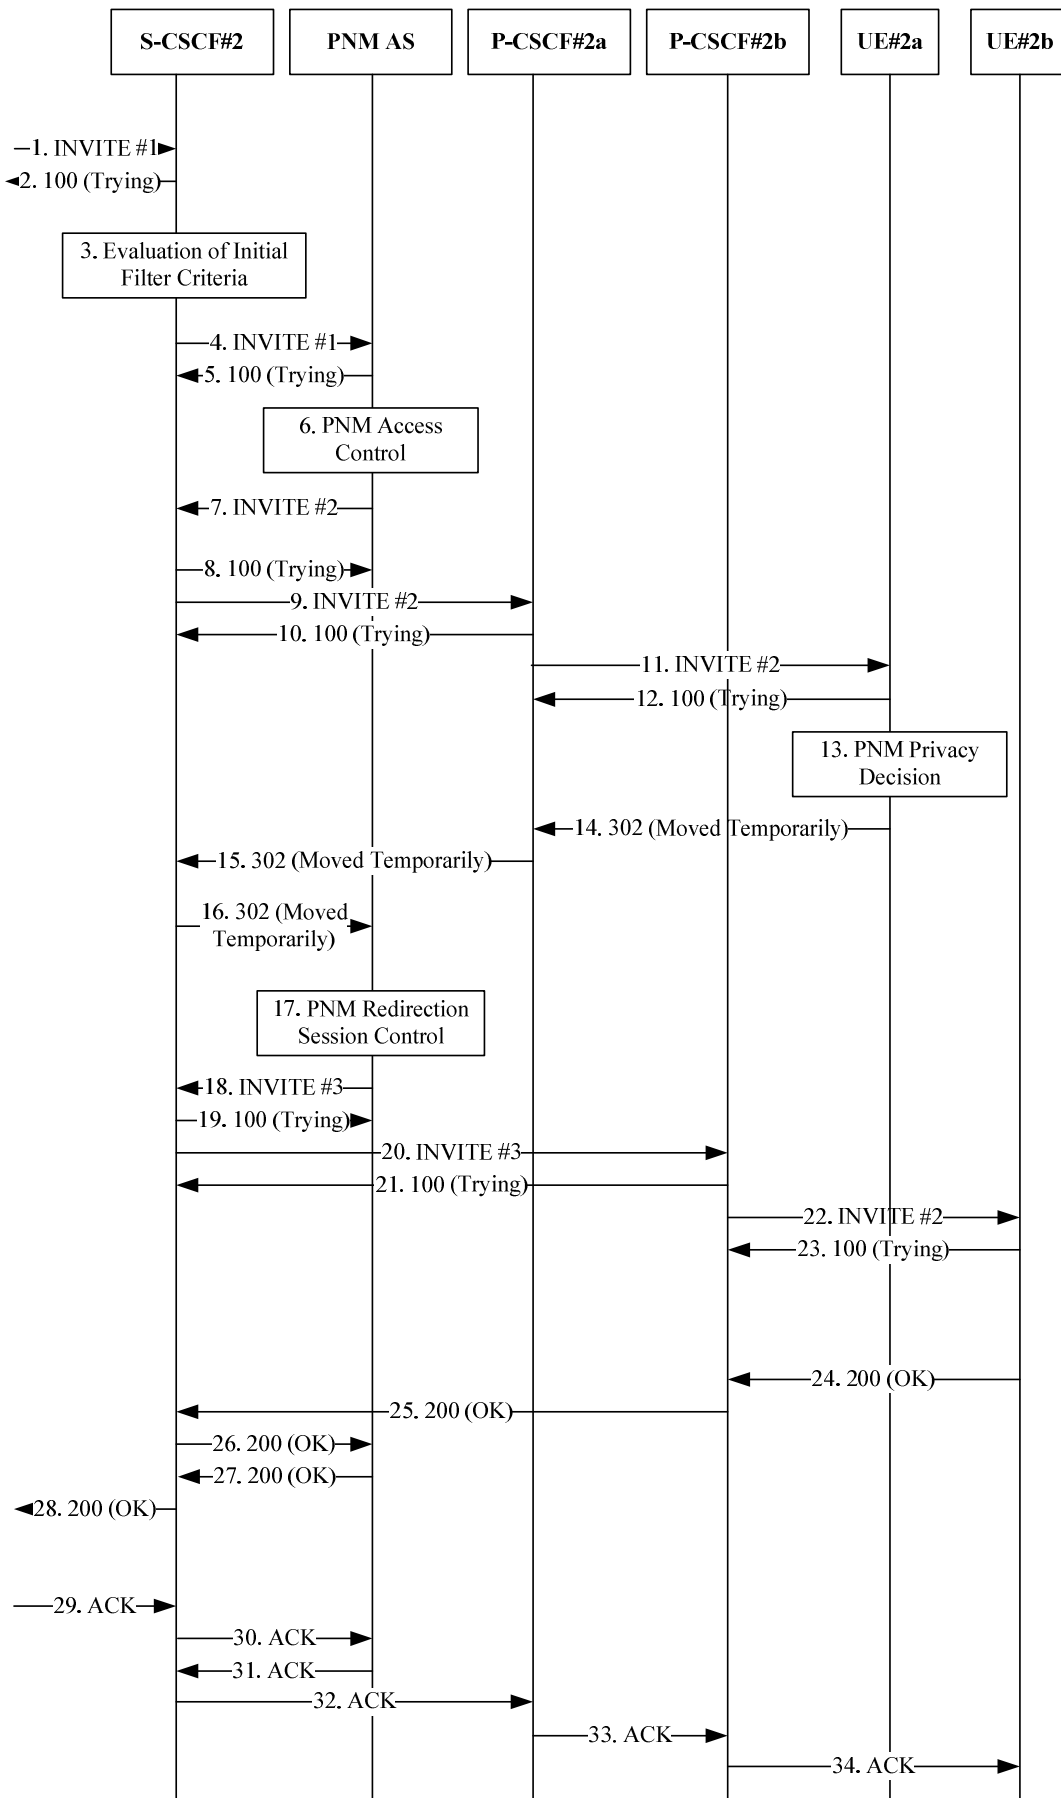 S-CSCF#2 PNM AS P-CSCF#2a P-CSCF#2b UE#2a UE#2b
1. INVITE #1
2. 100 (Trying)
3. Evaluation of Initial
Filter Criteria
4. INVITE #1
5. 100 (Trying)
6. PNM Access
Control
7. INVITE #2
8. 100 (Trying)
9. INVITE #2
10. 100 (Trying)
11. INVITE #2
12. 100 (Trying)
13. PNM Privacy
Decision
14. 302 (Moved Temporarily)
15. 302 (Moved Temporarily)
16. 302 (Moved
Temporarily)
17. PNM Redirection
Session Control
18. INVITE #3
19. 100 (Trying)
20. INVITE #3
21. 100 (Trying)
22. INVITE #2
23. 100 (Trying)
24. 200 (OK)
25. 200 (OK)
26. 200 (OK)
27. 200 (OK)
28. 200 (OK)
29. ACK
30. ACK
31. ACK
32. ACK
33. ACK
34. ACK